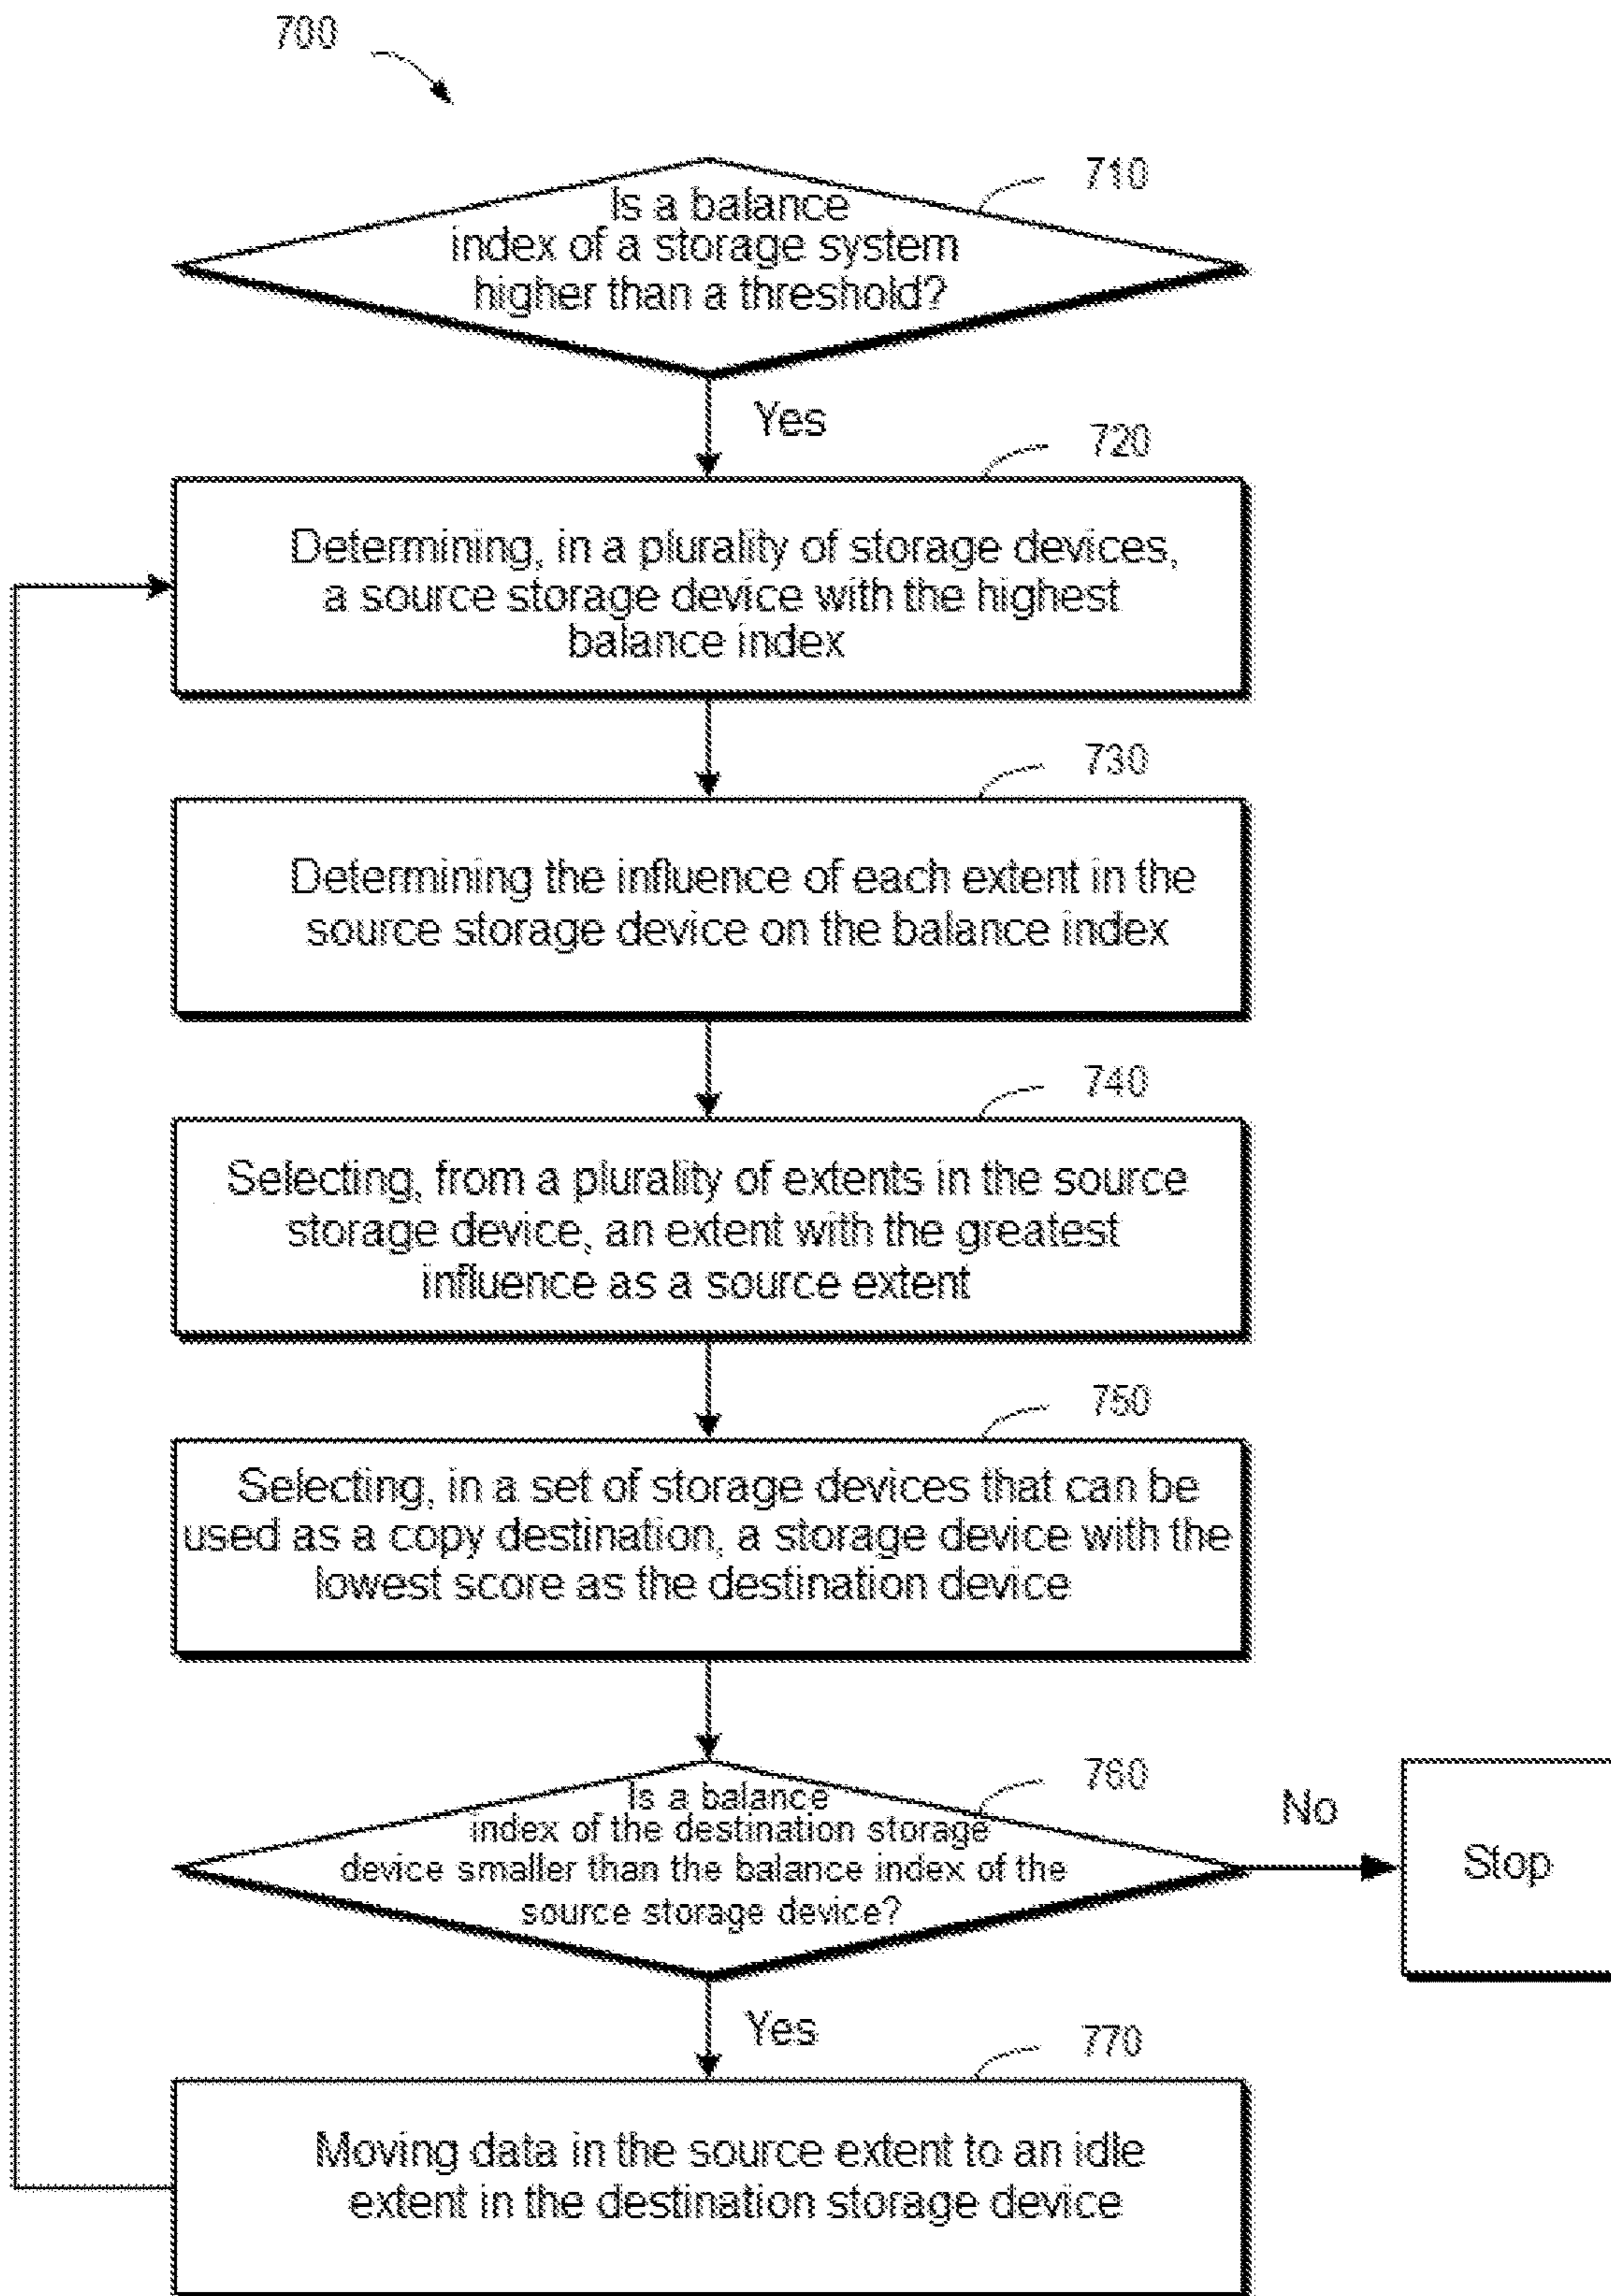 700
710
Is a balance
index of a storage system
higher than a threshold?
Yes
720
Determining, in a plurality of storage devices,
a source storage device with the highest
balance index
730
Determining the influence of each extent in the
source storage device on the balance index
740
Selecting, from a plurality of extents in the source
storage device, an extent with the greatest
influence as a source extent
750
Selecting, in a set of storage devices that can be
used as a copy destination, a storage device with the
lowest score as the destination device
760
Is a balance
index of the destination storage
device smaller than the balance index of the
source storage device?
No
Stop
Yes
770
Moving data in the source extent to an idle
extent in the destination storage device